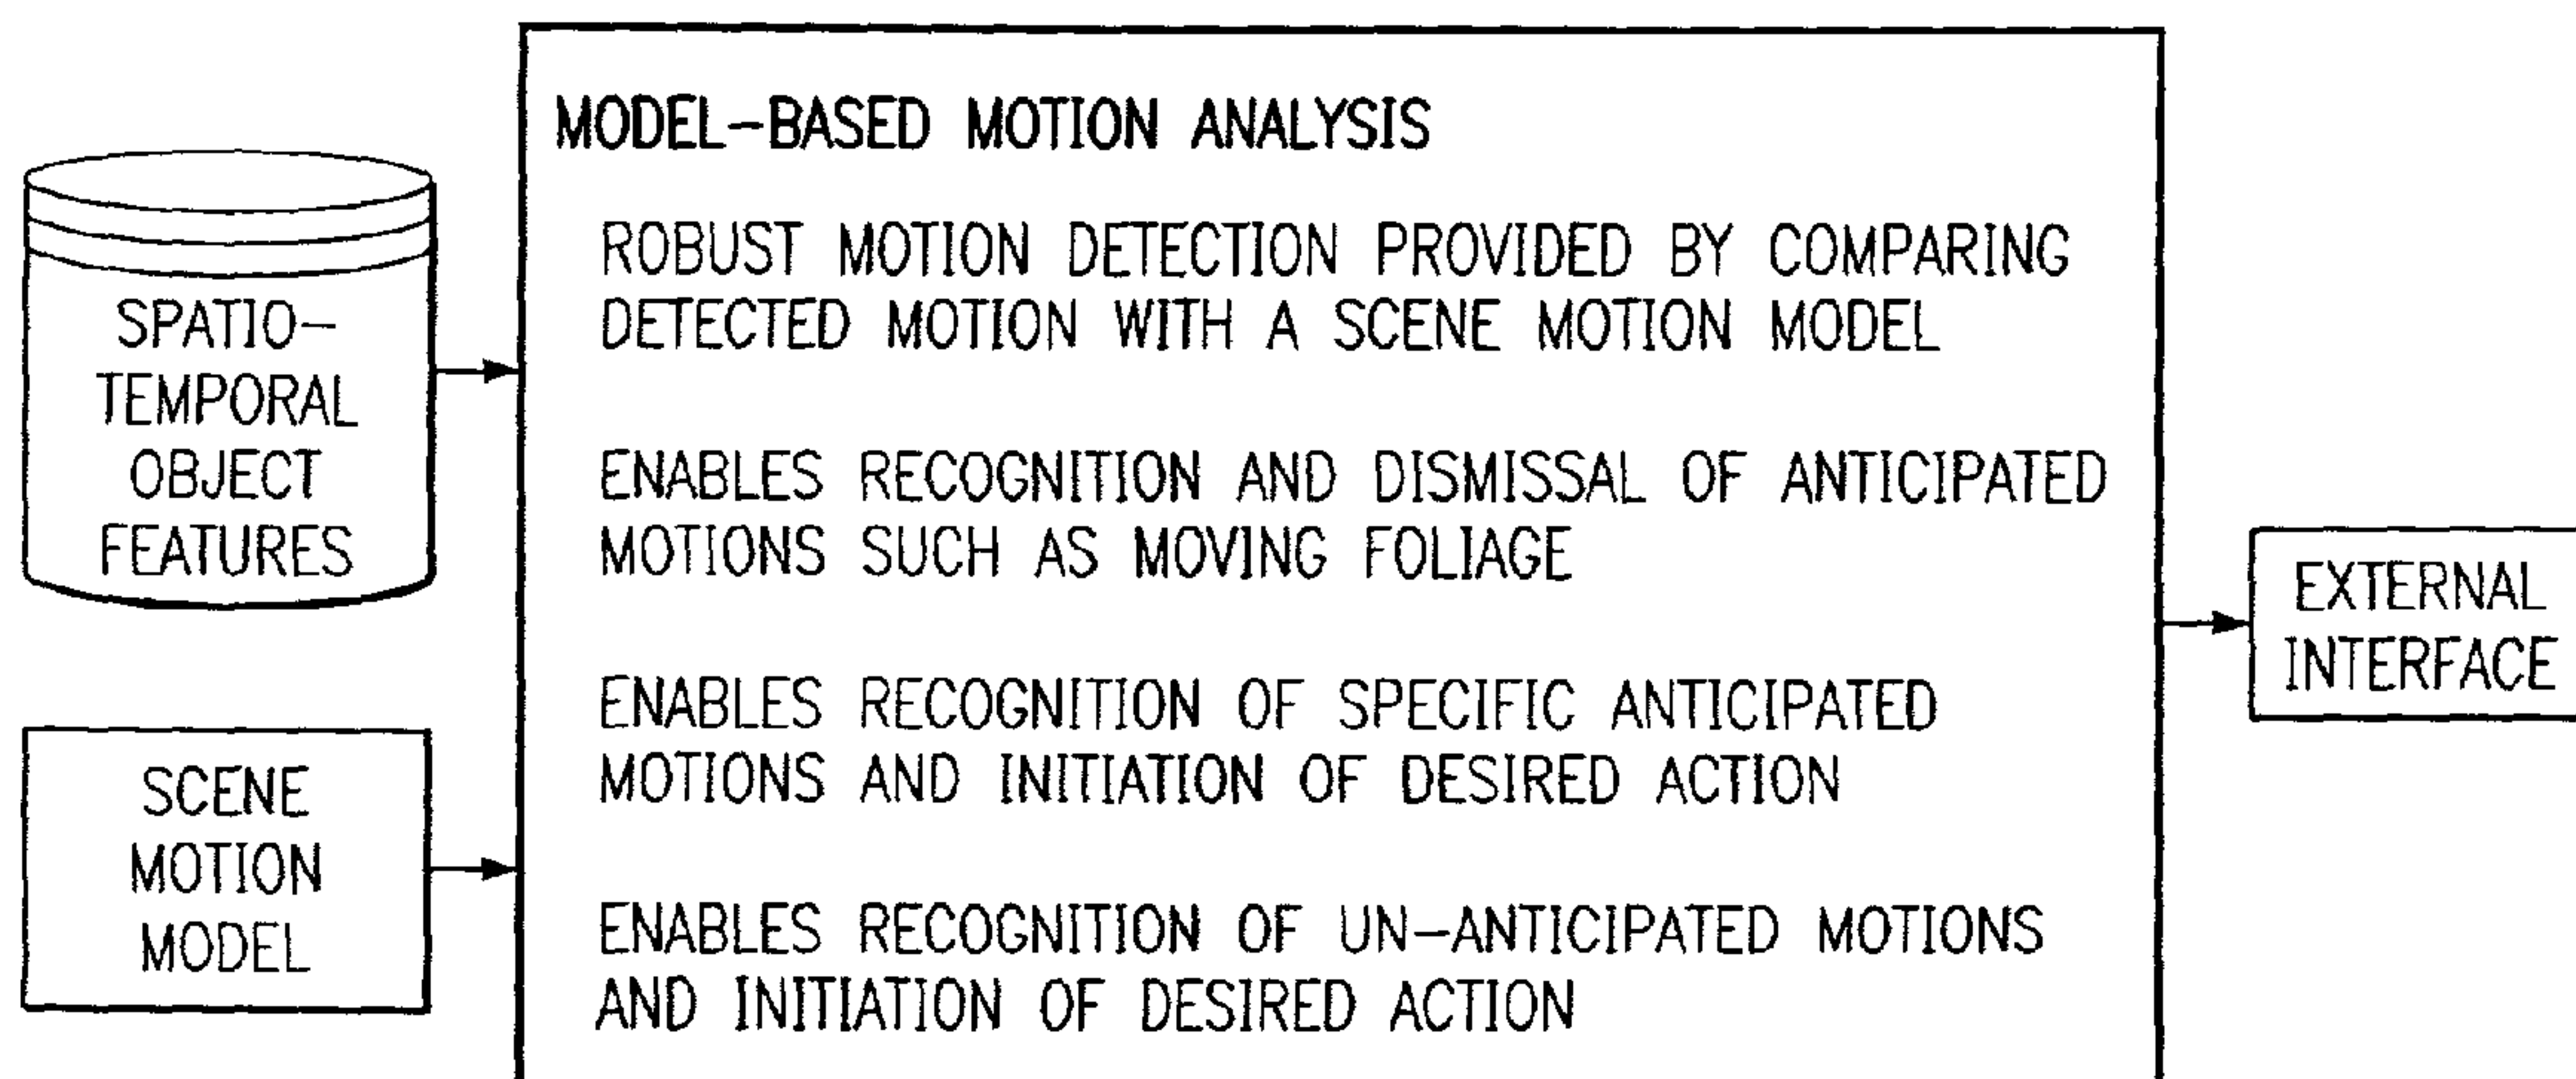 MODEL-BASED MOTION ANALYSIS
ROBUST MOTION DETECTION PROVIDED BY COMPARING
DETECTED MOTION WITH A SCENE MOTION MODEL
ENABLES RECOGNITION AND DISMISSAL OF ANTICIPATED
MOTIONS SUCH AS MOVING FOLIAGE
ENABLES RECOGNITION OF SPECIFIC ANTICIPATED
MOTIONS AND INITIATION OF DESIRED ACTION
ENABLES RECOGNITION OF UN-ANTICIPATED MOTIONS
AND INITIATION OF DESIRED ACTION
SPATIO-
TEMPORAL
OBJECT
FEATURES
SCENE
MOTION
MODEL
EXTERNAL
INTERFACE